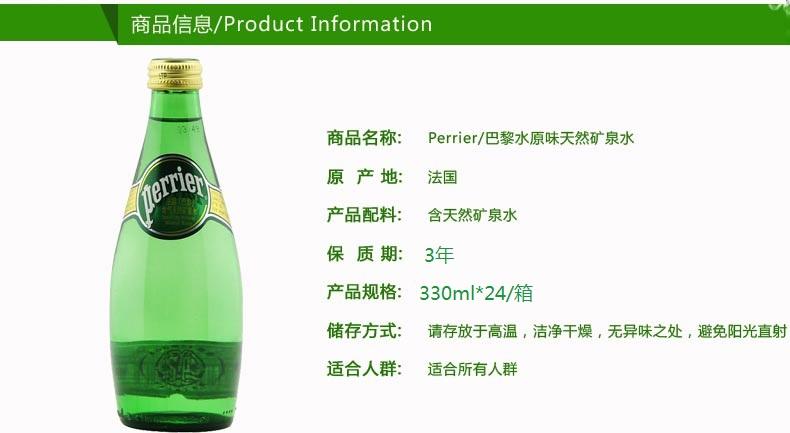 商品信息/Product Information
perrier
商品名称: Perrier/巴黎水原味天然矿泉水
原 产 地: 法国
产品配料: 含天然矿泉水
保 质 期: 3年
产品规格: 330ml*24/箱
储存方式: 请存放于高温，洁净干燥，无异味之处，避免阳光直射
适合人群: 适合所有人群